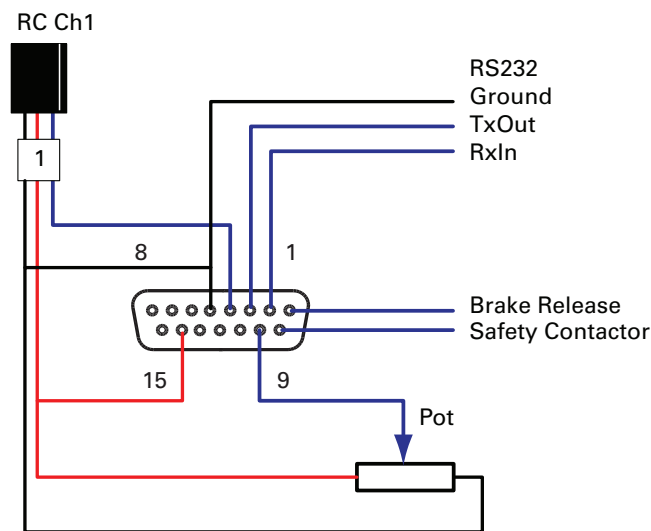 RC Ch1
RS232
Ground
TxOut
RxIn
1
8
1
Brake Release
Safety Contactor
15
9
Pot